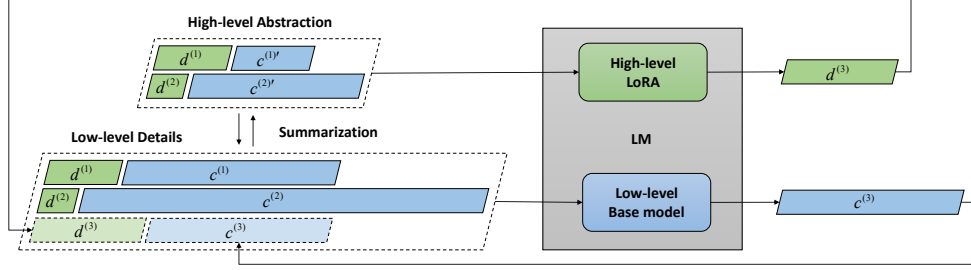 High-level Abstraction
d^(1) c^(1)′
d^(2) c^(2)′
High-level
LoRA
d^(3)
Low-level Details
Summarization
LM
d^(1) c^(1)
d^(2) c^(2)
d^(3) c^(3)
Low-level
Base model
c^(3)